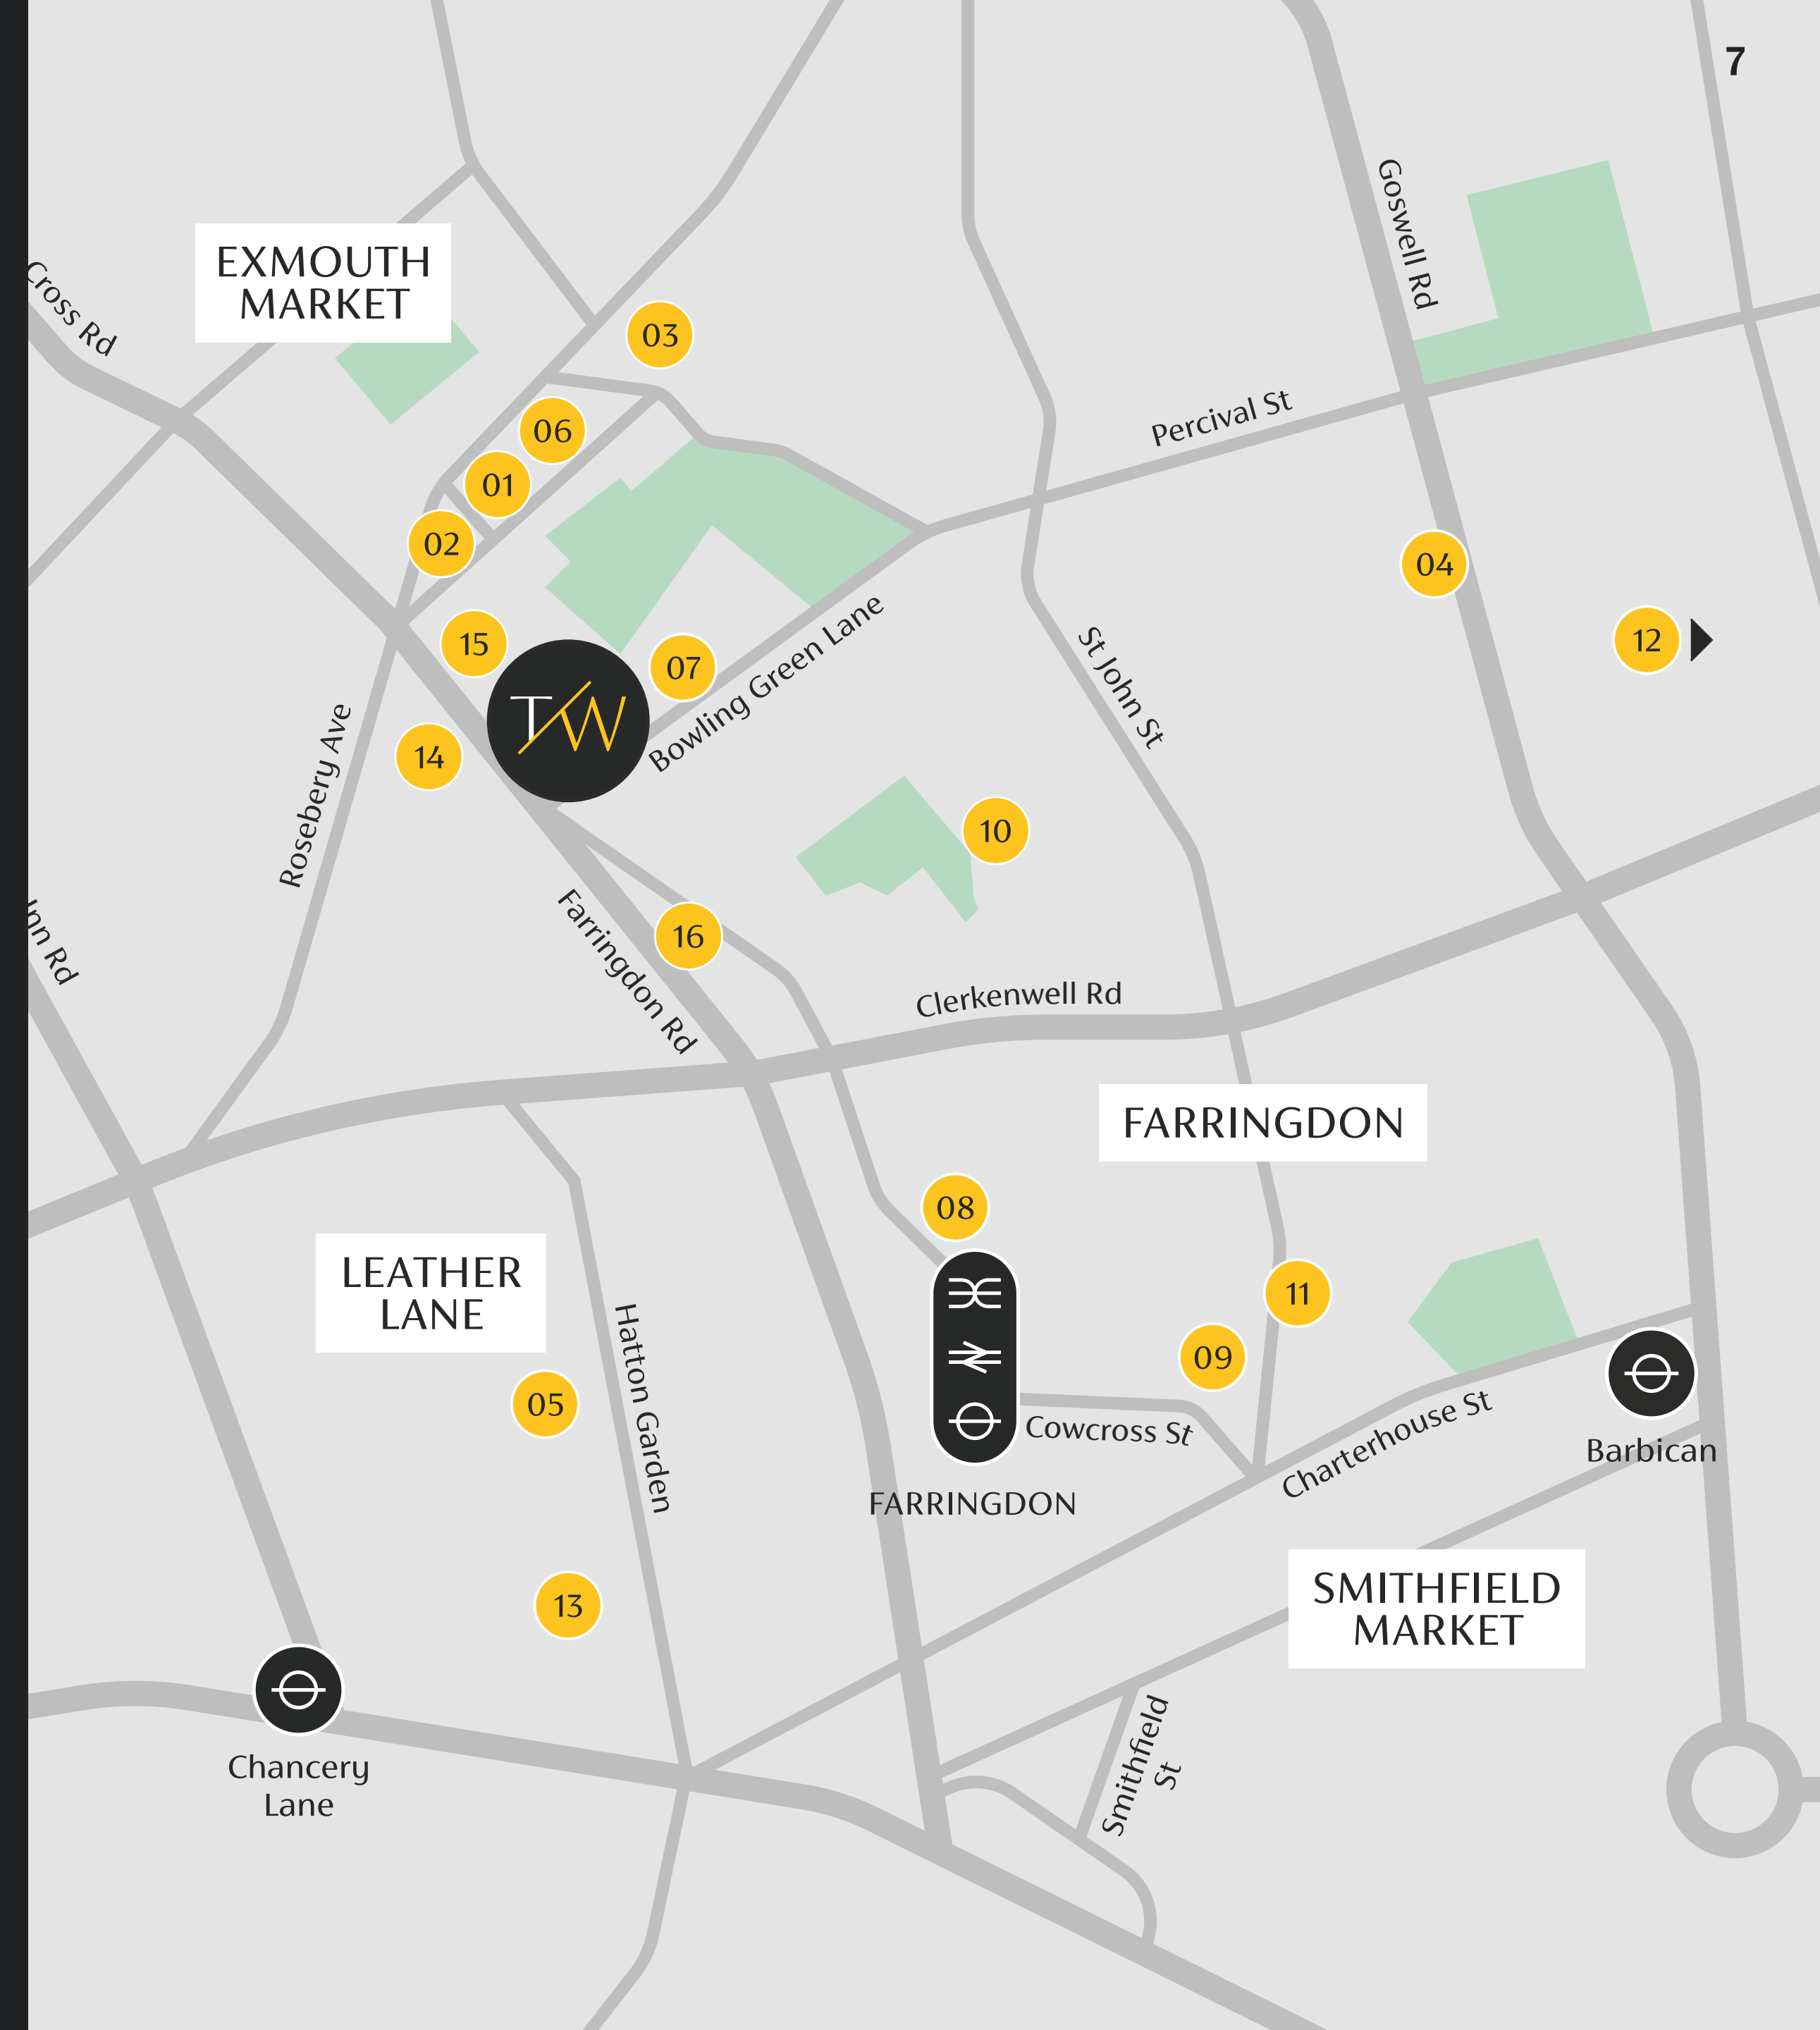 7
Goswell Rd
EXMOUTH
MARKET
Cross Rd
03
Percival St
06
01
02
04
15
12
07
Bowling Green Lane
St John St
T/W
Rosebery Ave
14
10
16
Inn Rd
Farringdon Rd
Clerkenwell Rd
FARRINGDON
08
LEATHER
LANE
11
Hatton Garden
09
05
Cowcross St
Charterhouse St
Barbican
FARRINGDON
SMITHFIELD
MARKET
13
Smithfield
St
Chancery
Lane